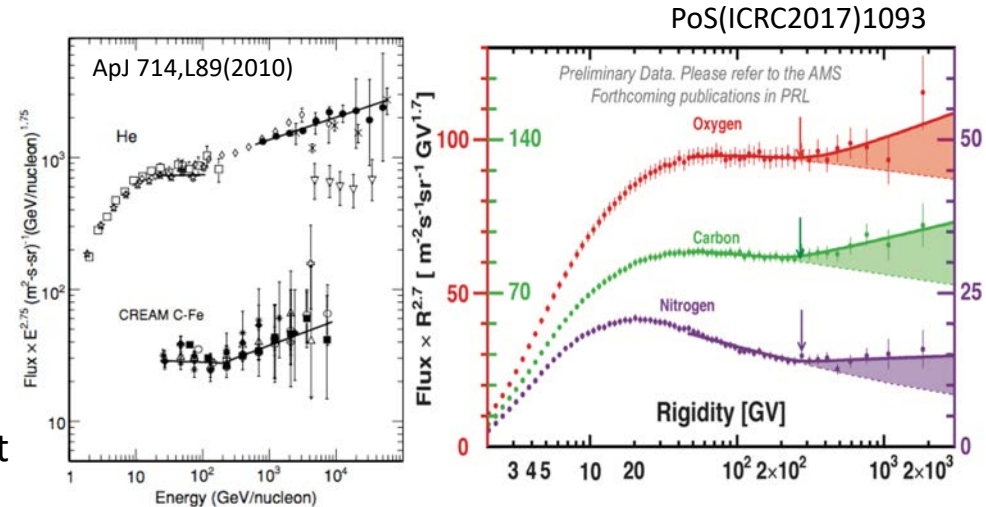 PoS(ICRC2017)1093
ApJ 714,L89(2010)
He
CREAM C-Fe
Flux × E^2.75 (m^2-s-sr)^-1 (GeV/nucleon)^1.75
10^3
10^2
10
1 10 10^2 10^3 10^4
Energy (GeV/nucleon)
t
Preliminary Data. Please refer to the AMS
Forthcoming publications in PRL
Flux × R^2.7 [ m^-2s^-1sr^-1 GV^1.7]
100 140 50
50 70 25
0 0
Oxygen
Carbon
Nitrogen
Rigidity [GV]
3 4 5 10 20 10^2 2×10^2 10^3 2×10^3